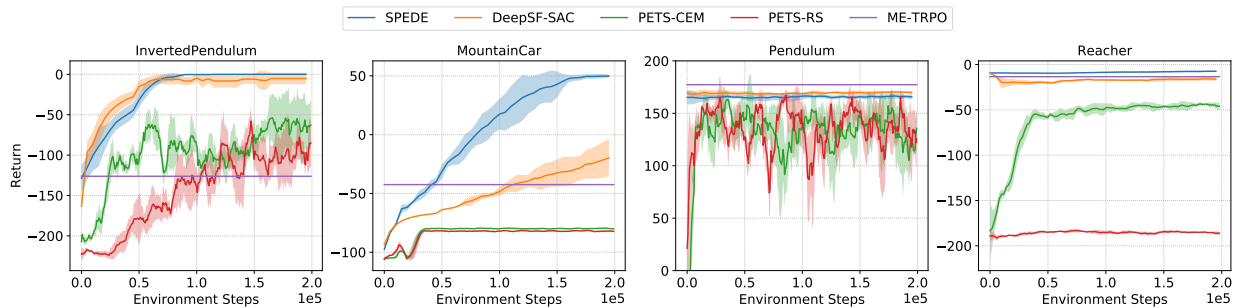 SPEDE DeepSF-SAC PETS-CEM PETS-RS ME-TRPO
InvertedPendulum MountainCar Pendulum Reacher
Return
0
−50
−100
−150
−200
0.0 0.5 1.0 1.5 2.0
Environment Steps 1e5
50
0
−50
−100
0.0 0.5 1.0 1.5 2.0
Environment Steps 1e5
200
150
100
50
0
0.0 0.5 1.0 1.5 2.0
Environment Steps 1e5
0
−50
−100
−150
−200
0.0 0.5 1.0 1.5 2.0
Environment Steps 1e5